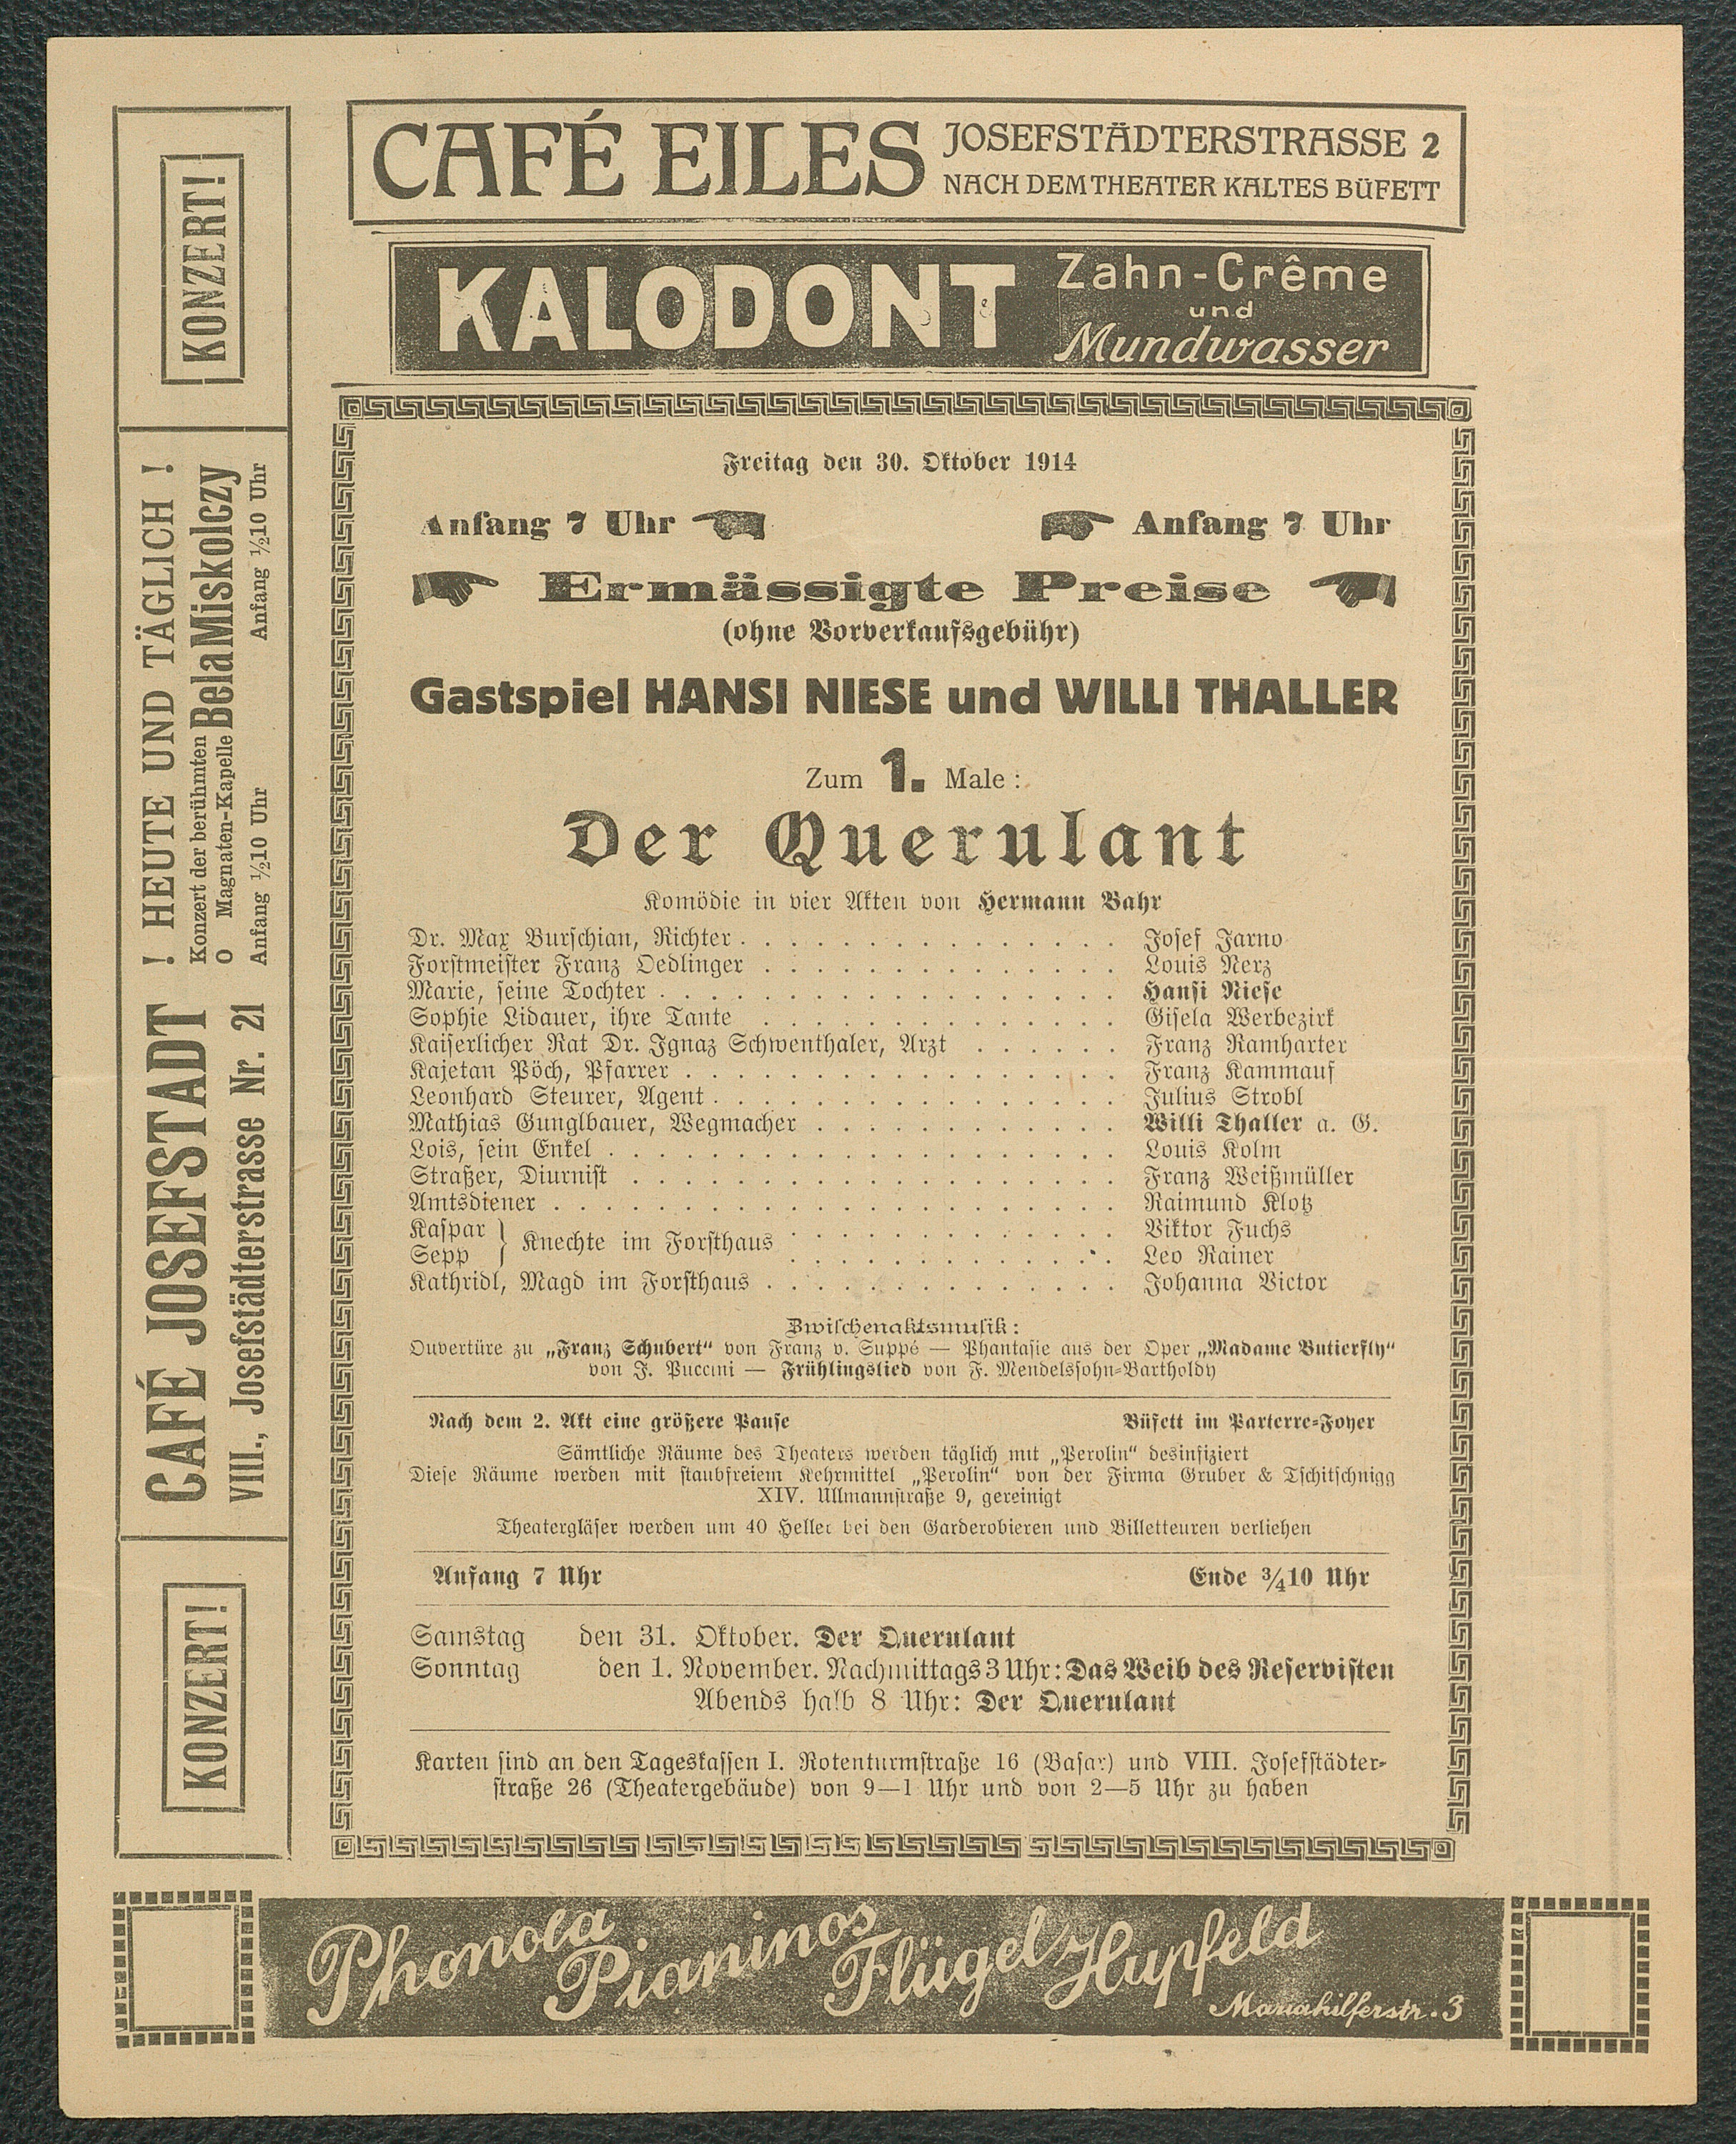 CAFÉ EILES JOSEFSTÄDTERSTRASSE 2
NACH DEM THEATER KALTES BÜFETT
KALODONT Zahn-Crême
und
Mundwasser
KONZERT!
! HEUTE UND TÄGLICH !
Konzert der berühmten
O Magnaten-Kapelle Bela Miskolczy
Anfang ½10 Uhr Anfang ½10 Uhr
CAFÉ JOSEFSTADT
VIII., Josefstädterstrasse Nr. 21
KONZERT!
Freitag den 30. Oktober 1914
Anfang 7 Uhr Anfang 7 Uhr
Ermässigte Preise
(ohne Vorverkaufsgebühr)
Gastspiel HANSI NIESE und WILLI THALLER
Zum 1. Male:
Der Querulant
Komödie in vier Akten von Hermann Bahr
Dr. Max Burschian, Richter . . . . . . . . . . . . . . . Josef Jarno
Forstmeister Franz Oedlinger . . . . . . . . . . . . . . Louis Nerz
Marie, seine Tochter . . . . . . . . . . . . . . . . . . Hansi Niese
Sophie Lidauer, ihre Tante . . . . . . . . . . . . . . Gisela Werbezirk
Kaiserlicher Rat Dr. Ignaz Schwenthaler, Arzt . . . . . . Franz Ramharter
Kajetan Pöch, Pfarrer . . . . . . . . . . . . . . . . . Franz Kammauf
Leonhard Steurer, Agent . . . . . . . . . . . . . . . . Julius Strobl
Mathias Gunglbauer, Wegmacher . . . . . . . . . . . . Willi Thaller a. G.
Lois, sein Enkel . . . . . . . . . . . . . . . . . . . . Louis Kolm
Straßer, Diurnist . . . . . . . . . . . . . . . . . . . Franz Weißmüller
Amtsdiener . . . . . . . . . . . . . . . . . . . . . . Raimund Klotz
Kaspar } Knechte im Forsthaus . . . . . . . . . . . . . Viktor Fuchs
Sepp . . . . . . . . . . . . . Leo Rainer
Kathridl, Magd im Forsthaus . . . . . . . . . . . . . . Johanna Victor
Zwischenaktsmusik:
Ouvertüre zu „Franz Schubert“ von Franz v. Suppé — Phantasie aus der Oper „Madame Butterfly“
von J. Puccini — Frühlingslied von F. Mendelssohn-Bartholdy
Nach dem 2. Akt eine größere Pause Büfett im Parterre-Foyer
Sämtliche Räume des Theaters werden täglich mit „Perolin“ desinfiziert
Diese Räume werden mit staubfreiem Kehrmittel „Perolin“ von der Firma Gruber & Tschitschnigg
XIV. Ullmannstraße 9, gereinigt
Theatergläser werden um 40 Heller bei den Garderobieren und Billetteuren verliehen
Anfang 7 Uhr Ende ¾10 Uhr
Samstag den 31. Oktober. Der Querulant
Sonntag den 1. November. Nachmittags 3 Uhr: Das Weib des Reservisten
Abends halb 8 Uhr: Der Querulant
Karten sind an den Tageskassen I. Rotenturmstraße 16 (Basar) und VIII. Josefstädter-
straße 26 (Theatergebäude) von 9—1 Uhr und von 2—5 Uhr zu haben
Phonola Pianinos Flügel Hupfeld
Mariahilferstr. 3